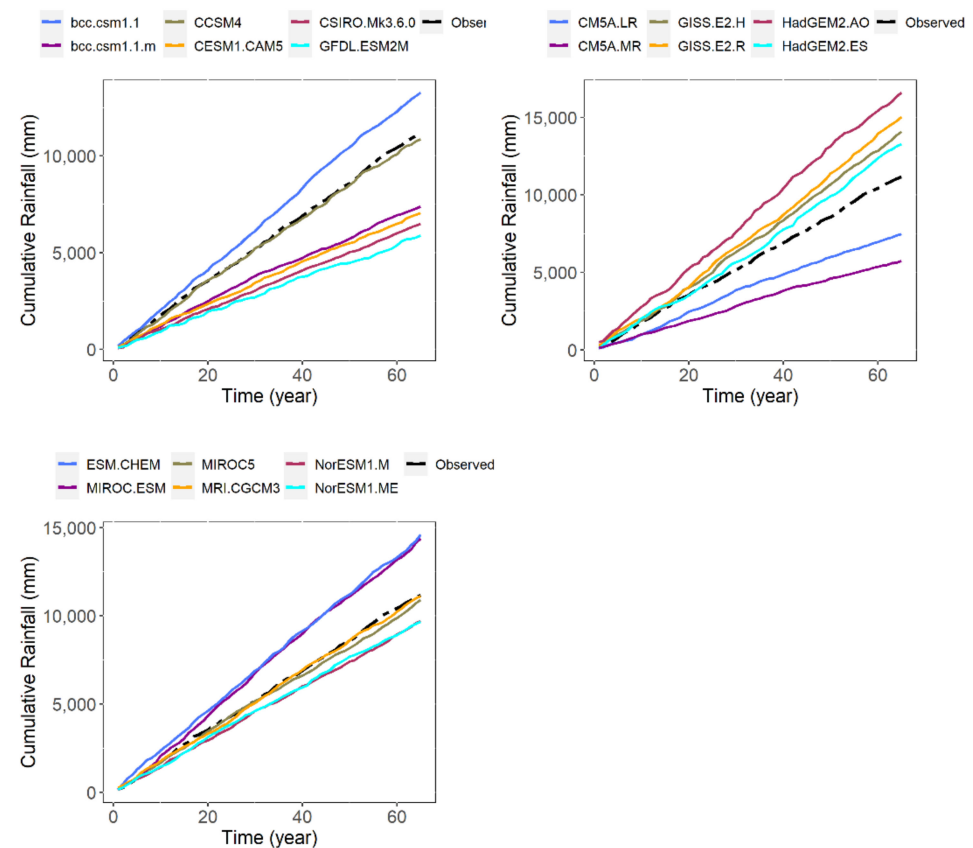 bcc.csm1.1 CCSM4 CSIRO.Mk3.6.0 Obser
bcc.csm1.1.m CESM1.CAM5 GFDL.ESM2M
Cumulative Rainfall (mm)
10,000
5,000
0
0 20 40 60
Time (year)
CM5A.LR GISS.E2.H HadGEM2.AO Observed
CM5A.MR GISS.E2.R HadGEM2.ES
Cumulative Rainfall (mm)
15,000
10,000
5,000
0
0 20 40 60
Time (year)
ESM.CHEM MIROC5 NorESM1.M Observed
MIROC.ESM MRI.CGCM3 NorESM1.ME
Cumulative Rainfall (mm)
15,000
10,000
5,000
0
0 20 40 60
Time (year)